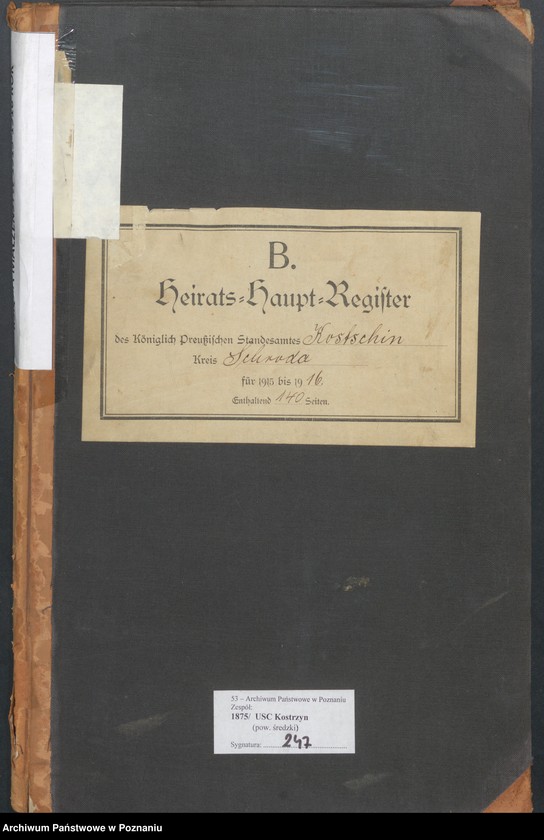 B.
Heirats-Haupt-Register
des Königlich Preußischen Standesamtes Kostschin
Kreis Schroda
für 1915 bis 1916.
Enthaltend 140 Seiten.
53 – Archiwum Państwowe w Poznaniu
Zespół:
1875/ USC Kostrzyn
(pow. średzki)
Sygnatura: 247
Archiwum Państwowe w Poznaniu